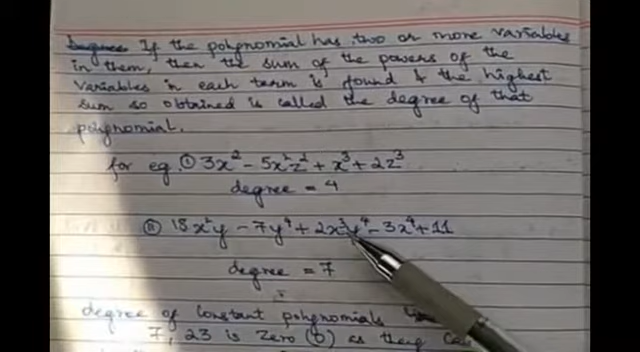 Degree If the polynomial has two or more variables
in them, then the sum of the powers of the
variables in each term is found & the highest
sum so obtained is called the degree of that
polynomial.
for eg. ① 3x² - 5x²z² + x³ + 2z³
degree = 4
② 18x²y - 7y⁴ + 2x³y⁴ - 3x⁴ + 11
degree = 7
degree of constant polynomials
7, 23 is zero (0) as they